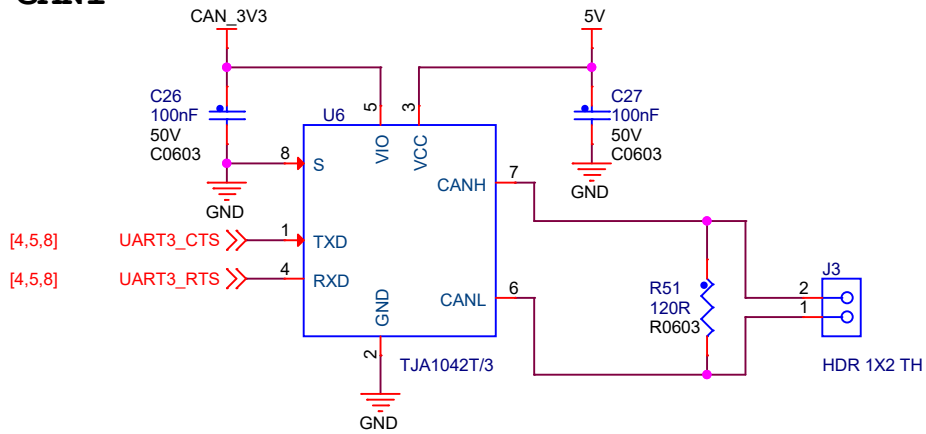 CAN1
CAN_3V3
5V
C26
100nF
50V
C0603
C27
100nF
50V
C0603
U6
5
3
VIO
VCC
8
S
GND
GND
7
CANH
[4,5,8]
UART3_CTS
1
TXD
[4,5,8]
UART3_RTS
4
RXD
6
CANL
GND
2
TJA1042T/3
GND
R51
120R
R0603
J3
2
1
HDR 1X2 TH